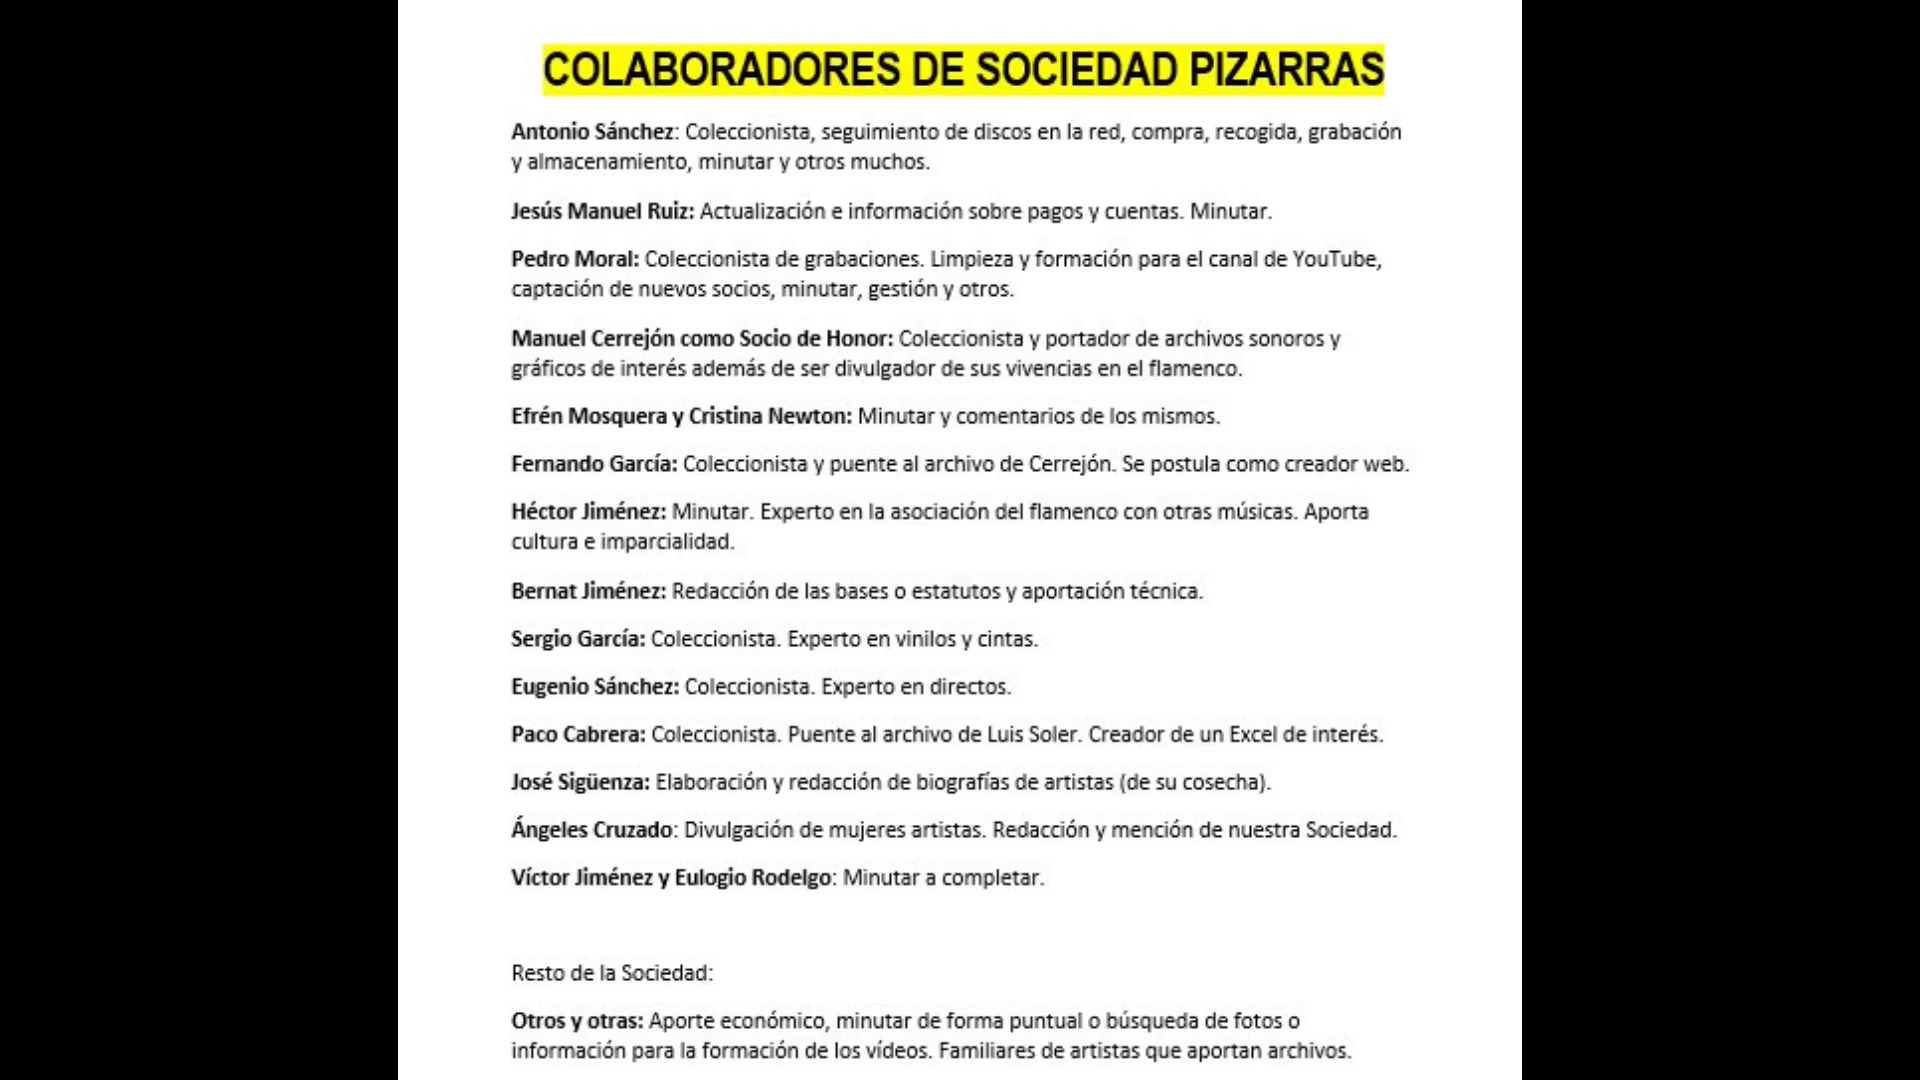 COLABORADORES DE SOCIEDAD PIZARRAS
Antonio Sánchez: Coleccionista, seguimiento de discos en la red, compra, recogida, grabación
y almacenamiento, minutar y otros muchos.
Jesús Manuel Ruiz: Actualización e información sobre pagos y cuentas. Minutar.
Pedro Moral: Coleccionista de grabaciones. Limpieza y formación para el canal de YouTube,
captación de nuevos socios, minutar, gestión y otros.
Manuel Cerrejón como Socio de Honor: Coleccionista y portador de archivos sonoros y
gráficos de interés además de ser divulgador de sus vivencias en el flamenco.
Efrén Mosquera y Cristina Newton: Minutar y comentarios de los mismos.
Fernando García: Coleccionista y puente al archivo de Cerrejón. Se postula como creador web.
Héctor Jiménez: Minutar. Experto en la asociación del flamenco con otras músicas. Aporta
cultura e imparcialidad.
Bernat Jiménez: Redacción de las bases o estatutos y aportación técnica.
Sergio García: Coleccionista. Experto en vinilos y cintas.
Eugenio Sánchez: Coleccionista. Experto en directos.
Paco Cabrera: Coleccionista. Puente al archivo de Luis Soler. Creador de un Excel de interés.
José Sigüenza: Elaboración y redacción de biografías de artistas (de su cosecha).
Ángeles Cruzado: Divulgación de mujeres artistas. Redacción y mención de nuestra Sociedad.
Víctor Jiménez y Eulogio Rodelgo: Minutar a completar.
Resto de la Sociedad:
Otros y otras: Aporte económico, minutar de forma puntual o búsqueda de fotos o
información para la formación de los vídeos. Familiares de artistas que aportan archivos.